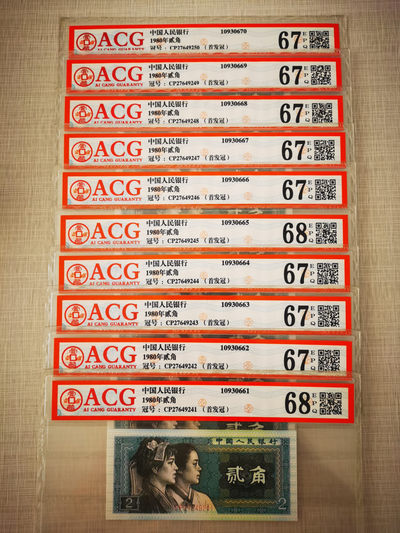 ACG
AI CANG GUARANTY
中国人民银行 10930670
1980年贰角
冠号：CP27649250（首发冠）
67 EPQ
ACG
AI CANG GUARANTY
中国人民银行 10930669
1980年贰角
冠号：CP27649249（首发冠）
67 EPQ
ACG
AI CANG GUARANTY
中国人民银行 10930668
1980年贰角
冠号：CP27649248（首发冠）
67 EPQ
ACG
AI CANG GUARANTY
中国人民银行 10930667
1980年贰角
冠号：CP27649247（首发冠）
67 EPQ
ACG
AI CANG GUARANTY
中国人民银行 10930666
1980年贰角
冠号：CP27649246（首发冠）
67 EPQ
ACG
AI CANG GUARANTY
中国人民银行 10930665
1980年贰角
冠号：CP27649245（首发冠）
68 EPQ
ACG
AI CANG GUARANTY
中国人民银行 10930664
1980年贰角
冠号：CP27649244（首发冠）
67 EPQ
ACG
AI CANG GUARANTY
中国人民银行 10930663
1980年贰角
冠号：CP27649243（首发冠）
67 EPQ
ACG
AI CANG GUARANTY
中国人民银行 10930662
1980年贰角
冠号：CP27649242（首发冠）
67 EPQ
ACG
AI CANG GUARANTY
中国人民银行 10930661
1980年贰角
冠号：CP27649241（首发冠）
68 EPQ
中国人民银行
贰角
2
2